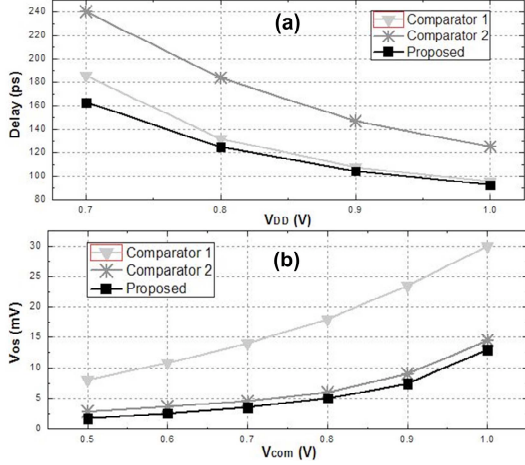 240
220
200
180
160
140
120
100
80
Delay (ps)
(a)
Comparator 1
Comparator 2
Proposed
0.7 0.8 0.9 1.0
VDD (V)
30
25
20
15
10
5
0
Vos (mV)
(b)
Comparator 1
Comparator 2
Proposed
0.5 0.6 0.7 0.8 0.9 1.0
Vcom (V)